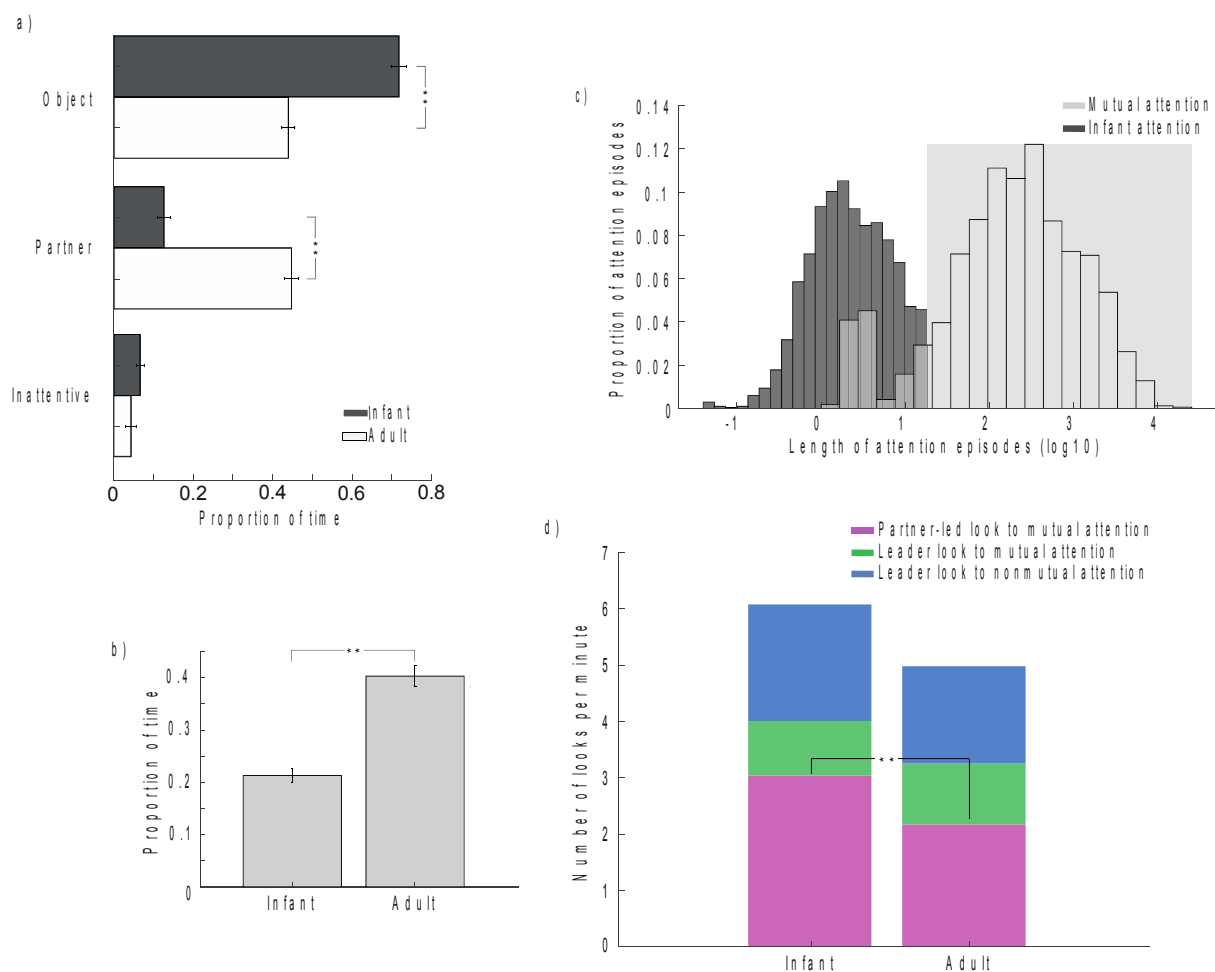 a)
Object
Partner
Inattentive
**
**
Infant
Adult
0 0.2 0.4 0.6 0.8
Proportion of time
b)
Proportion of time
0.4
0.3
0.2
0.1
0
**
Infant Adult
c)
Proportion of attention episodes
0.14
0.12
0.1
0.08
0.06
0.04
0.02
0
Mutual attention
Infant attention
-1 0 1 2 3 4
Length of attention episodes (log10)
d)
Partner-led look to mutual attention
Leader look to mutual attention
Leader look to nonmutual attention
Number of looks per minute
7
6
5
4
3
2
1
0
**
Infant Adult